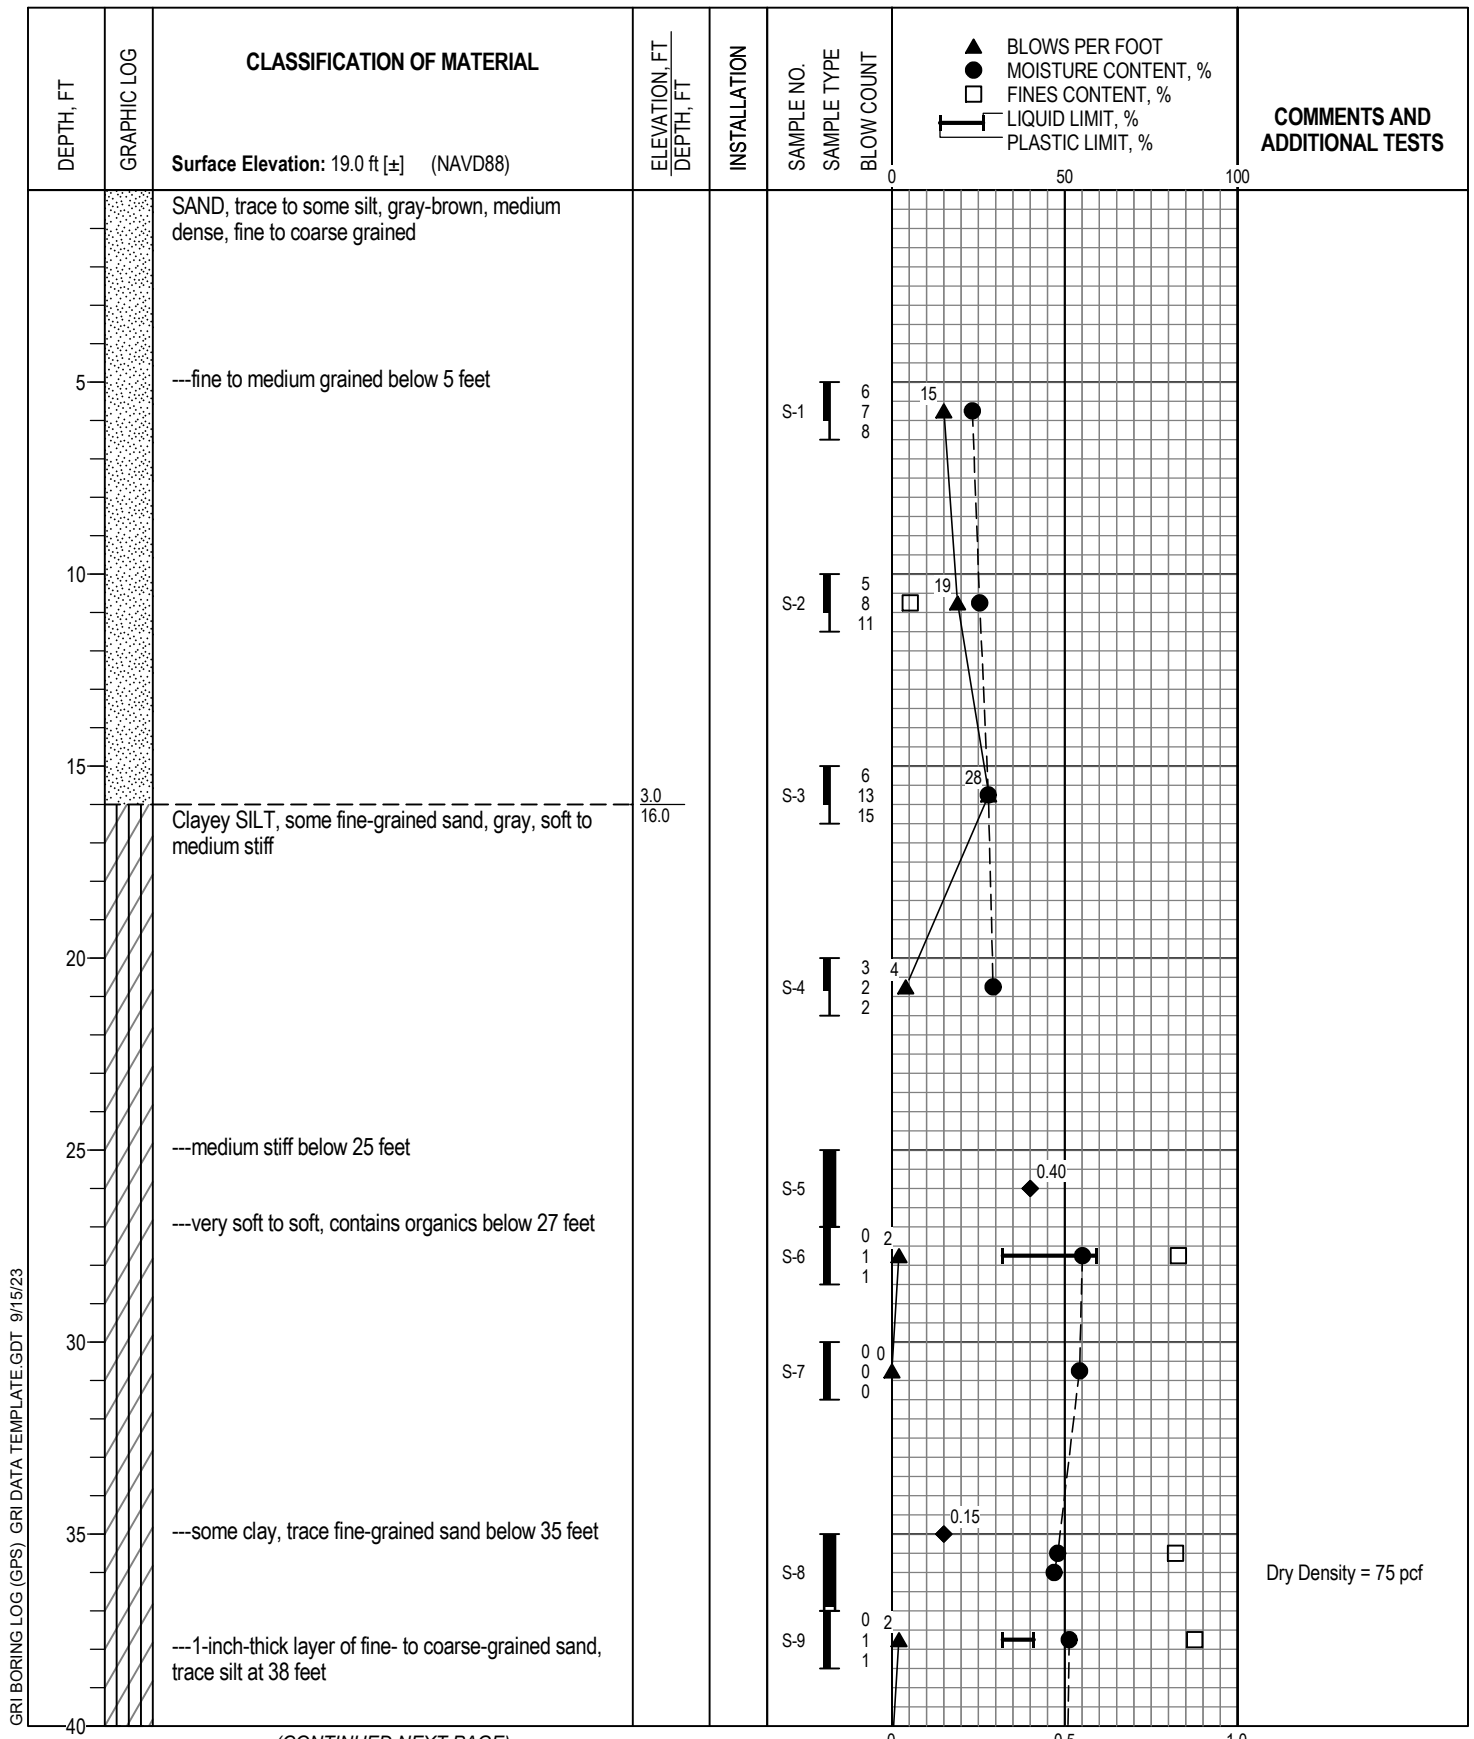 DEPTH, FT
GRAPHIC LOG
CLASSIFICATION OF MATERIAL
Surface Elevation: 19.0 ft [±] (NAVD88)
ELEVATION, FT
DEPTH, FT
INSTALLATION
SAMPLE NO.
SAMPLE TYPE
BLOW COUNT
BLOWS PER FOOT
MOISTURE CONTENT, %
FINES CONTENT, %
LIQUID LIMIT, %
PLASTIC LIMIT, %
0 50 100
COMMENTS AND
ADDITIONAL TESTS
SAND, trace to some silt, gray-brown, medium
dense, fine to coarse grained
5
---fine to medium grained below 5 feet
S-1
6
7
8
15
10
S-2
5
8
11
19
15
S-3
6
13
15
28
3.0
16.0
Clayey SILT, some fine-grained sand, gray, soft to
medium stiff
20
S-4
3
2
2
4
25
---medium stiff below 25 feet
S-5
0.40
---very soft to soft, contains organics below 27 feet
S-6
0
1
1
2
30
S-7
0
0
0
0
35
---some clay, trace fine-grained sand below 35 feet
0.15
S-8
Dry Density = 75 pcf
S-9
0
1
1
2
---1-inch-thick layer of fine- to coarse-grained sand,
trace silt at 38 feet
40
(CONTINUED NEXT PAGE)
0 0.5 1.0
GRI BORING LOG (GPS) GRI DATA TEMPLATE.GDT 9/15/23